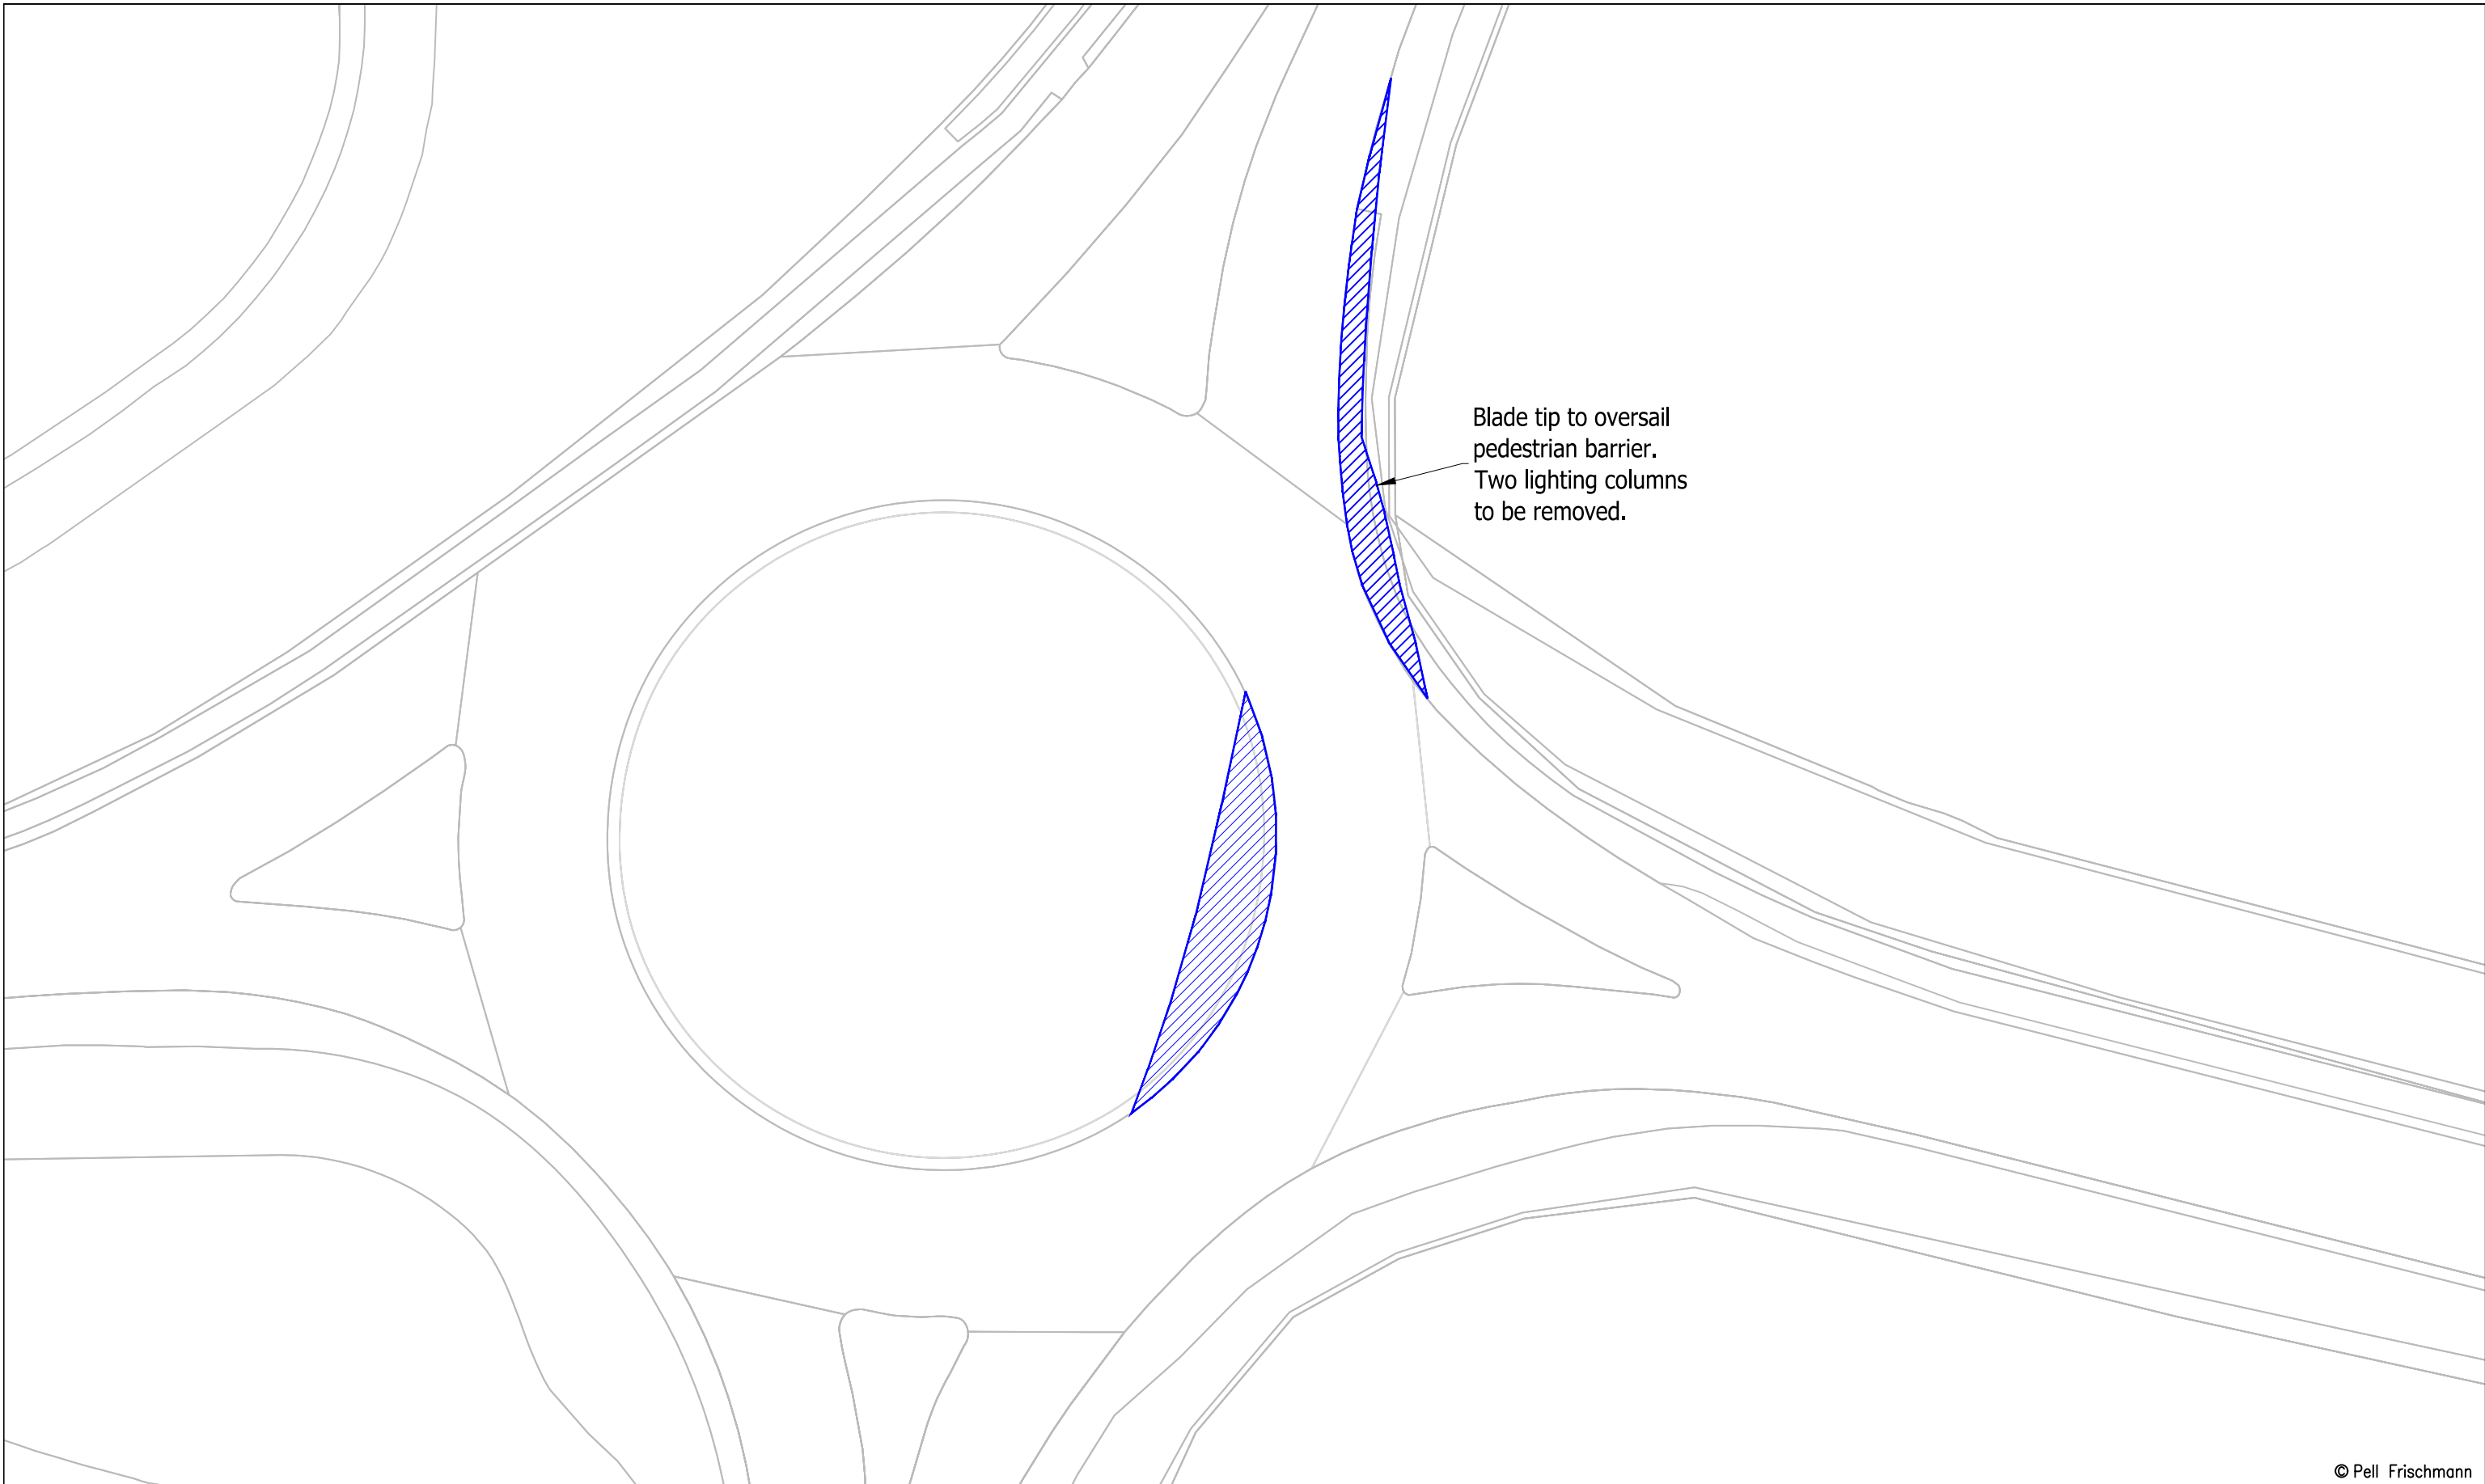 Blade tip to oversail
pedestrian barrier.
Two lighting columns
to be removed.
© Pell Frischmann